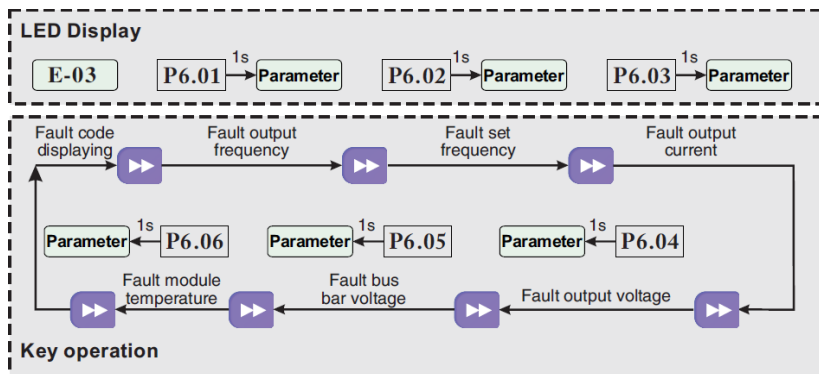 LED Display
E-03
P6.01
1s
Parameter
P6.02
1s
Parameter
P6.03
1s
Parameter
Fault code
displaying
Fault output
frequency
Fault set
frequency
Fault output
current
Parameter
1s
P6.06
Parameter
1s
P6.05
Parameter
1s
P6.04
Fault module
temperature
Fault bus
bar voltage
Fault output voltage
Key operation